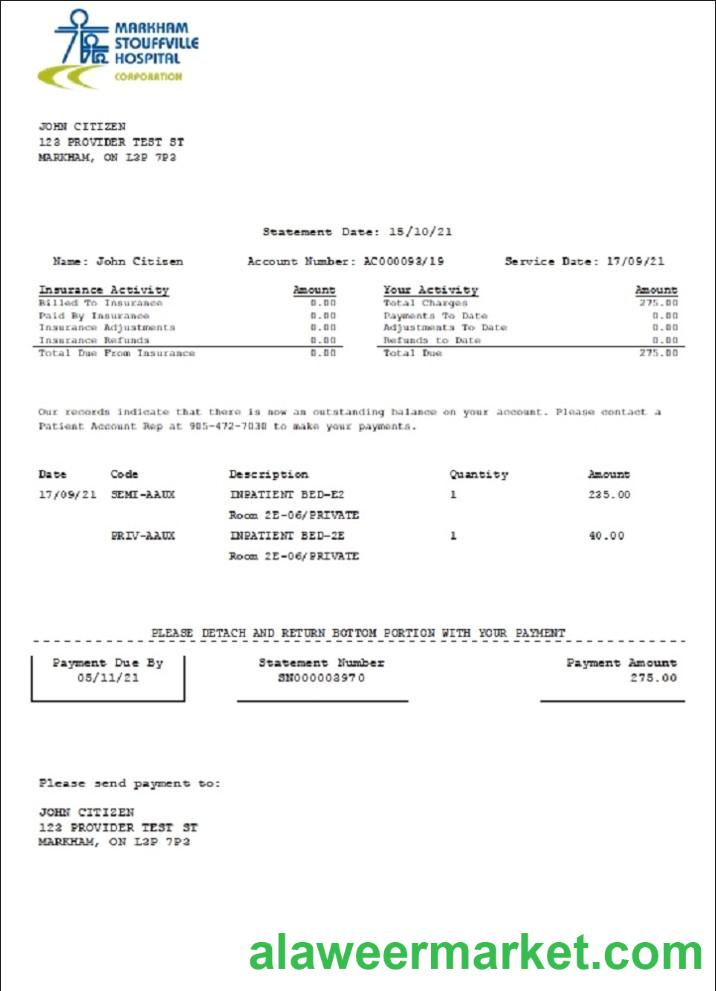 MARKHAM
STOUFFVILLE
HOSPITAL
CORPORATION
JOHN CITIZEN
123 PROVIDER TEST ST
MARKHAM, ON L3P 7P3
Statement Date: 15/10/21
Name: John Citizen Account Number: AC000093/19 Service Date: 17/09/21
Insurance Activity Amount Your Activity Amount
Billed To Insurance 0.00 Total Charges 275.00
Paid By Insurance 0.00 Payments To Date 0.00
Insurance Adjustments 0.00 Adjustments To Date 0.00
Insurance Refunds 0.00 Refunds to Date 0.00
Total Due From Insurance 0.00 Total Due 275.00
Our records indicate that there is now an outstanding balance on your account. Please contact a
Patient Account Rep at 905-472-7030 to make your payments.
Date Code Description Quantity Amount
17/09/21 SEMI-AAUX INPATIENT BED-E2 1 235.00
Room 2E-06/PRIVATE
PRIV-AAUX INPATIENT BED-2E 1 40.00
Room 2E-06/PRIVATE
PLEASE DETACH AND RETURN BOTTOM PORTION WITH YOUR PAYMENT
Payment Due By Statement Number Payment Amount
05/11/21 SN000003970 275.00
Please send payment to:
JOHN CITIZEN
123 PROVIDER TEST ST
MARKHAM, ON L3P 7P3
alaweermarket.com